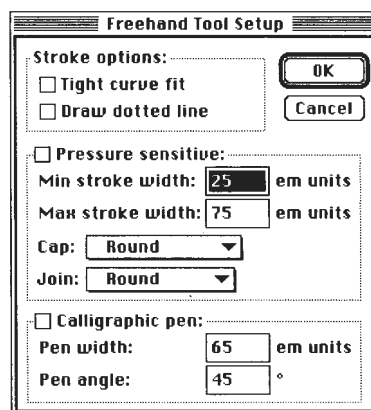 Freehand Tool Setup
Stroke options:
Tight curve fit
Draw dotted line
OK
Cancel
Pressure sensitive:
Min stroke width: 25 em units
Max stroke width: 75 em units
Cap: Round
Join: Round
Calligraphic pen:
Pen width: 65 em units
Pen angle: 45 °